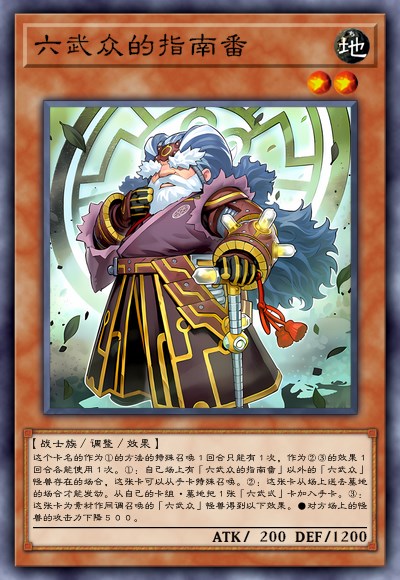 六武众的指南番
地
【战士族／调整／效果】
这个卡名的作为①的方法的特殊召唤1回合只能有1次，作为②③的效果1
回合各能使用1次。①：自己场上有「六武众的指南番」以外的「六武众」
怪兽存在的场合，这张卡可以从手卡特殊召唤。②：这张卡从场上送去墓地
的场合才能发动。从自己的卡组·墓地把1张「六武式」卡加入手卡。③：
这张卡为素材作同调召唤的「六武众」怪兽得到以下效果。●对方场上的怪
兽的攻击力下降500。
ATK/ 200 DEF/1200